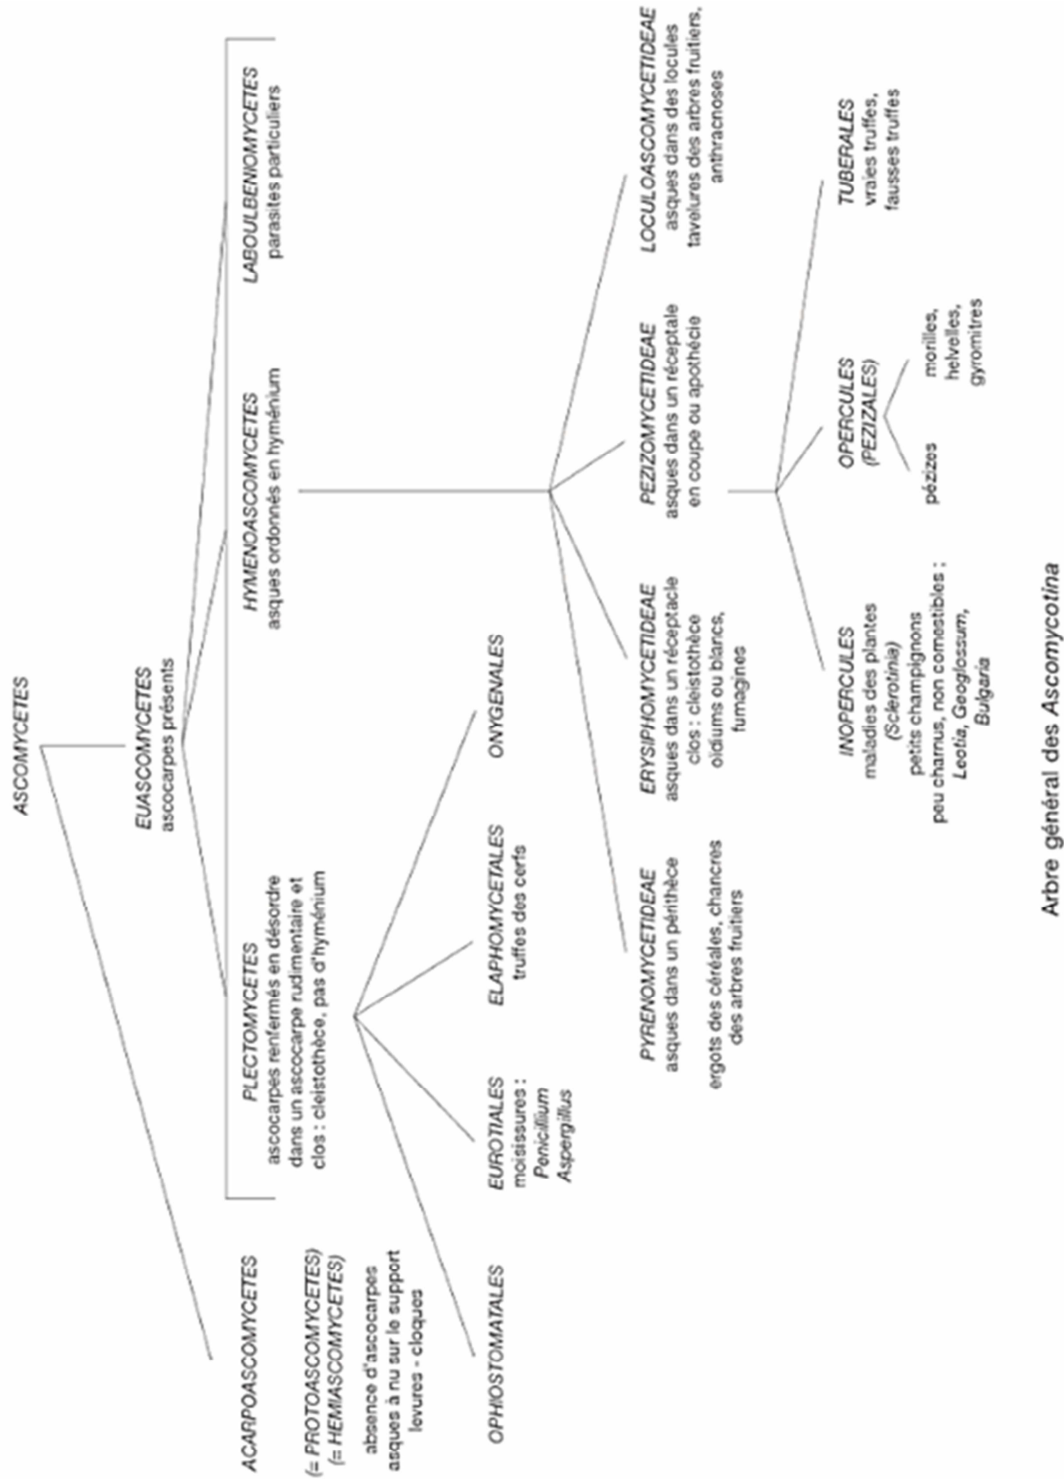 ASCOMYCETES
EUASCOMYCETES
ascocarpes présents
ACARPOASCOMYCETES
(= PROTOASCOMYCETES)
(= HEMIASCOMYCETES)
absence d'ascocarpes
asques à nu sur le support
levures - cloques
PLECTOMYCETES
ascocarpes renfermés en désordre
dans un ascocarpe rudimentaire et
clos : cleistothèce, pas d'hyménium
HYMENOASCOMYCETES
asques ordonnés en hyménium
LABOULBENIOMYCETES
parasites particuliers
OPHIOSTOMATALES
EUROTIALES
moisissures :
Penicillium
Aspergillus
ELAPHOMYCETALES
truffes des cerfs
ONYGENALES
PYRENOMYCETIDEAE
asques dans un périthèce
ergots des céréales, chancres
des arbres fruitiers
ERYSIPHOMYCETIDEAE
asques dans un réceptacle
clos : cleistothèce
oïdiums ou blancs,
fumagines
PEZIZOMYCETIDEAE
asques dans un réceptale
en coupe ou apothécie
LOCULOASCOMYCETIDEAE
asques dans des locules
tavelures des arbres fruitiers,
anthracnoses
INOPERCULES
maladies des plantes
(Sclerotinia)
petits champignons
peu charnus, non comestibles :
Leotia, Geoglossum,
Bulgaria
OPERCULES
(PEZIZALES)
pézizes
morilles,
helvelles,
gyromitres
TUBERALES
vraies truffes,
fausses truffes
Arbre général des Ascomycotina